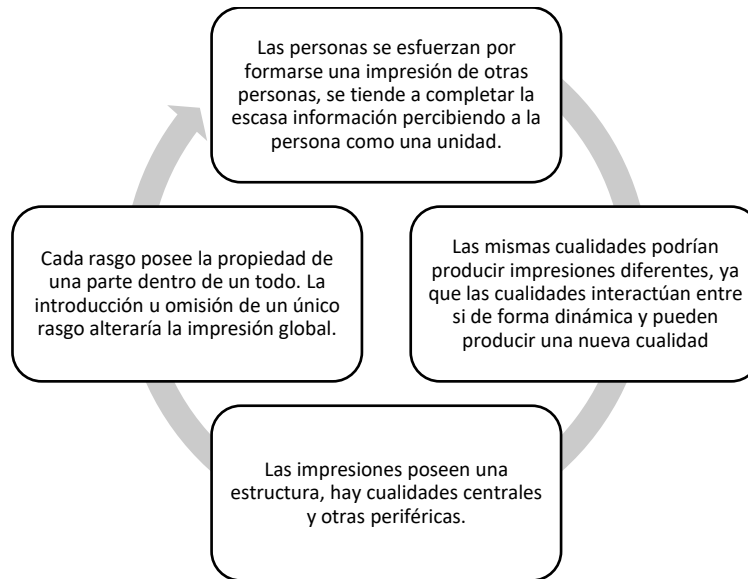 Las personas se esfuerzan por
formarse una impresión de otras
personas, se tiende a completar la
escasa información percibiendo a la
persona como una unidad.
Las mismas cualidades podrían
producir impresiones diferentes, ya
que las cualidades interactúan entre
si de forma dinámica y pueden
producir una nueva cualidad
Las impresiones poseen una
estructura, hay cualidades centrales
y otras periféricas.
Cada rasgo posee la propiedad de
una parte dentro de un todo. La
introducción u omisión de un único
rasgo alteraría la impresión global.